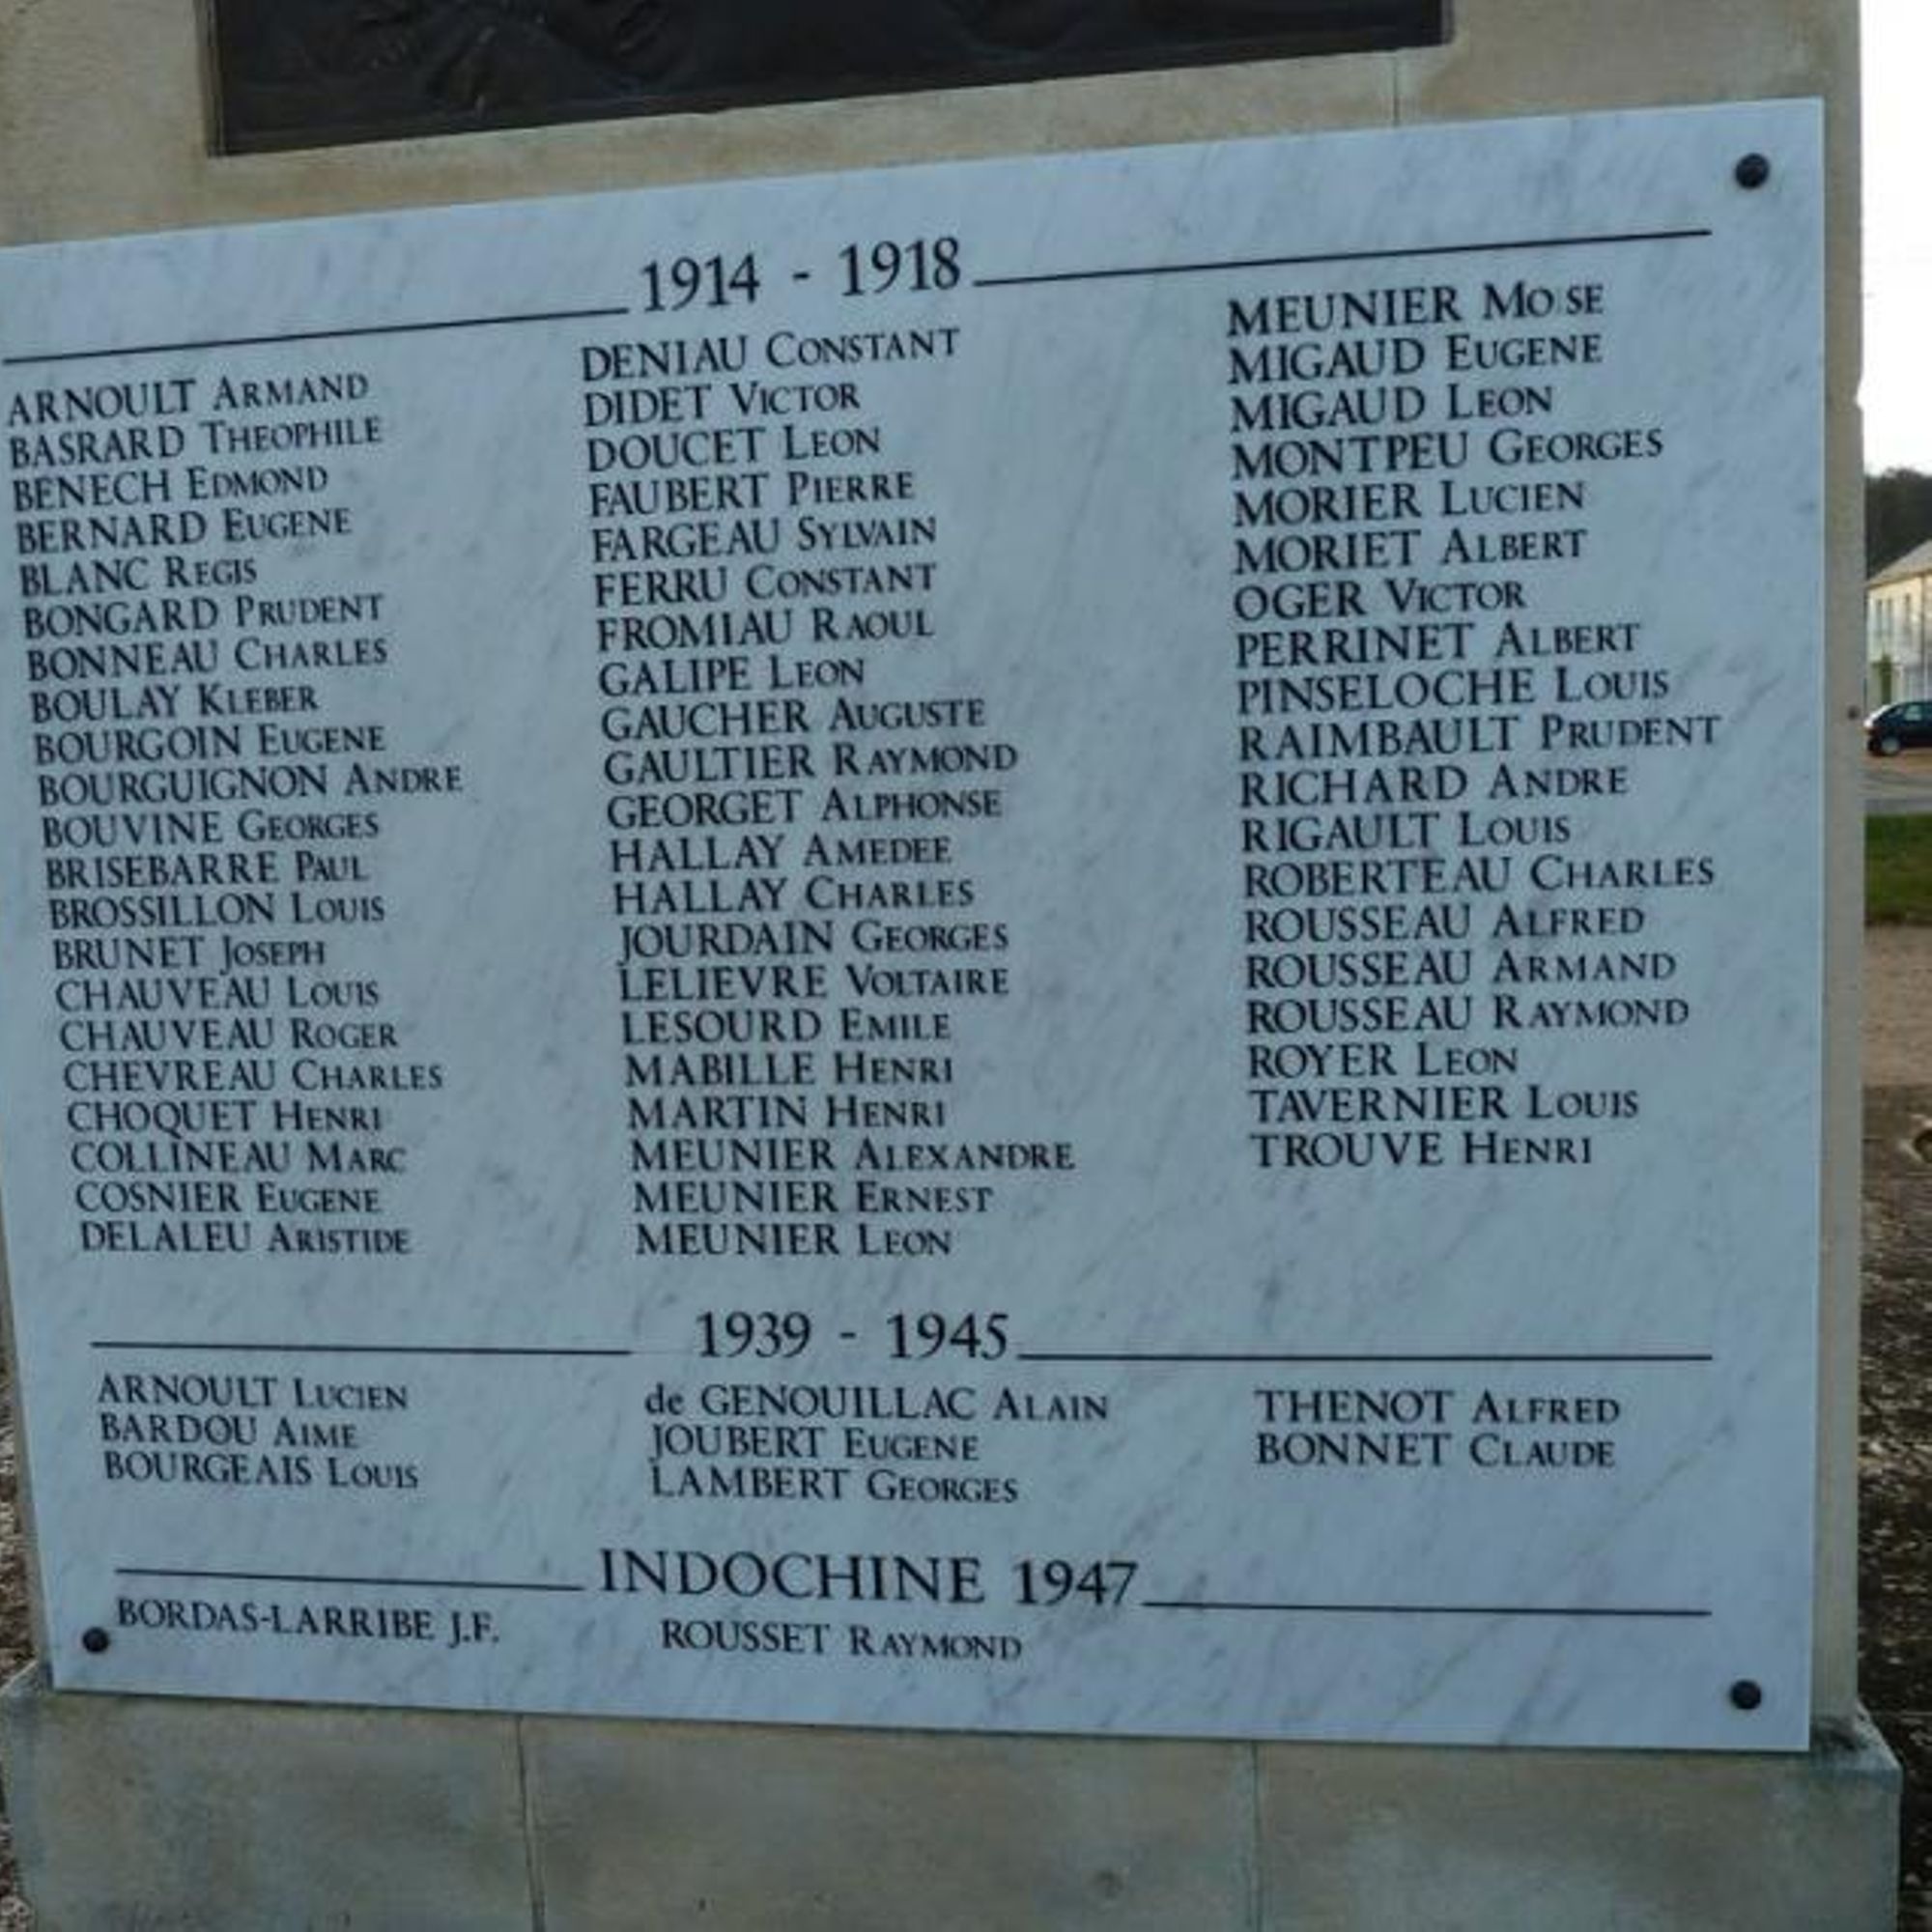 1914 - 1918
ARNOULT ARMAND
BASRARD THEOPHILE
BENECH EDMOND
BERNARD EUGENE
BLANC REGIS
BONGARD PRUDENT
BONNEAU CHARLES
BOULAY KLEBER
BOURGOIN EUGENE
BOURGUIGNON ANDRE
BOUVINE GEORGES
BRISEBARRE PAUL
BROSSILLON LOUIS
BRUNET JOSEPH
CHAUVEAU LOUIS
CHAUVEAU ROGER
CHEVREAU CHARLES
CHOQUET HENRI
COLLINEAU MARC
COSNIER EUGENE
DELALEU ARISTIDE
DENIAU CONSTANT
DIDET VICTOR
DOUCET LEON
FAUBERT PIERRE
FARGEAU SYLVAIN
FERRU CONSTANT
FROMIAU RAOUL
GALIPE LEON
GAUCHER AUGUSTE
GAULTIER RAYMOND
GEORGET ALPHONSE
HALLAY AMEDEE
HALLAY CHARLES
JOURDAIN GEORGES
LELIEVRE VOLTAIRE
LESOURD EMILE
MABILLE HENRI
MARTIN HENRI
MEUNIER ALEXANDRE
MEUNIER ERNEST
MEUNIER LEON
MEUNIER MO SE
MIGAUD EUGENE
MIGAUD LEON
MONTPEU GEORGES
MORIER LUCIEN
MORIET ALBERT
OGER VICTOR
PERRINET ALBERT
PINSELOCHE LOUIS
RAIMBAULT PRUDENT
RICHARD ANDRE
RIGAULT LOUIS
ROBERTEAU CHARLES
ROUSSEAU ALFRED
ROUSSEAU ARMAND
ROUSSEAU RAYMOND
ROYER LEON
TAVERNIER LOUIS
TROUVE HENRI
1939 - 1945
ARNOULT LUCIEN
BARDOU AIME
BOURGEAIS LOUIS
de GENOUILLAC ALAIN
JOUBERT EUGENE
LAMBERT GEORGES
THENOT ALFRED
BONNET CLAUDE
INDOCHINE 1947
BORDAS-LARRIBE J.F.
ROUSSET RAYMOND